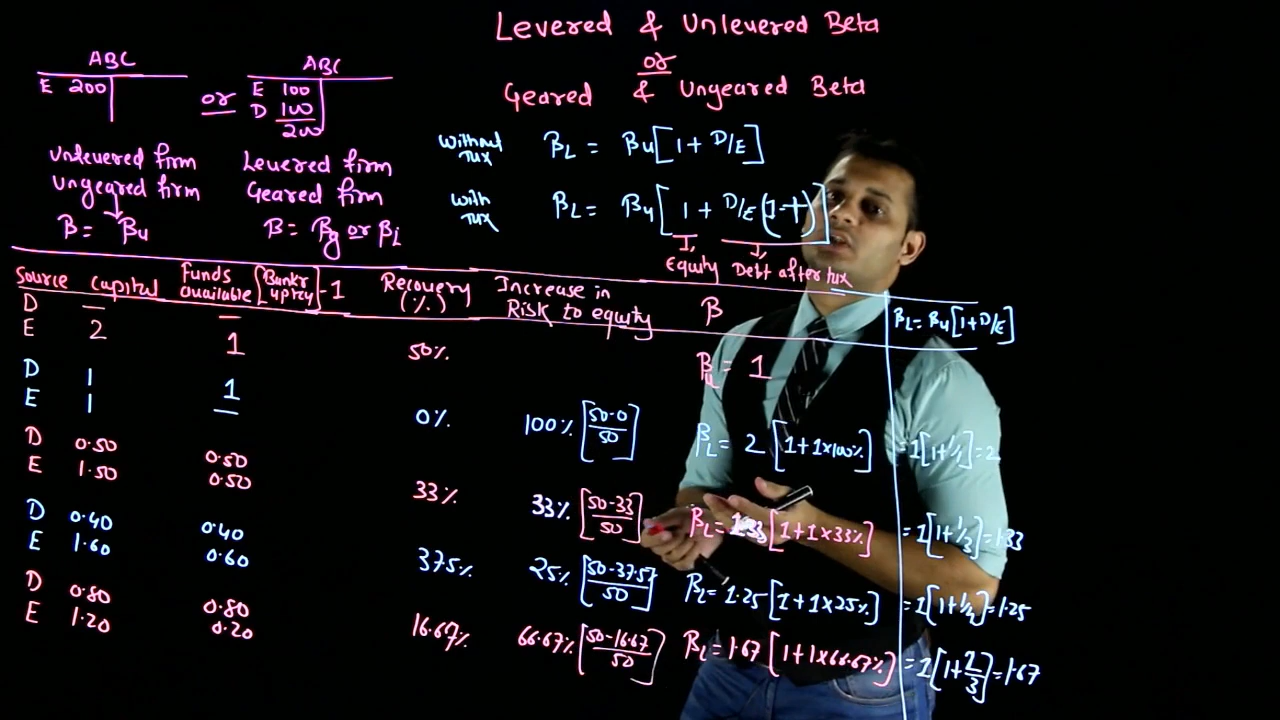 Levered & Unlevered Beta
or
Geared & Ungeared Beta
ABC
E 200
or
ABC
E 100
D 100
200
Unlevered firm
Ungeared firm
B = Bu
Levered firm
Geared firm
B = Bg or BL
without tax BL = Bu[1 + D/E]
with tax BL = Bu[1 + D/E(1-t)]
Equity Debt after tax
Source Capital Funds available [Bankruptcy]-1 Recovery (%) Increase in Risk to equity B BL = Bu[1+D/E]
D — —
E 2 1 50% Bu = 1
D 1 1
E 1 — 0% 100% [50-0/50] BL = 2 [1+1x100%] = 1[1+1/1] = 2
D 0.50 0.50
E 1.50 0.50 33% 33% [50-33/50] BL = 1.33 [1+1x33%] = 1[1+1/3] = 1.33
D 0.40 0.40
E 1.60 0.60 37.5% 25% [50-37.5/50] BL = 1.25 [1+1x25%] = 1[1+1/4] = 1.25
D 0.80 0.80
E 1.20 0.20 16.67% 66.67% [50-16.67/50] BL = 1.67 [1+1x66.67%] = 1[1+2/3] = 1.67